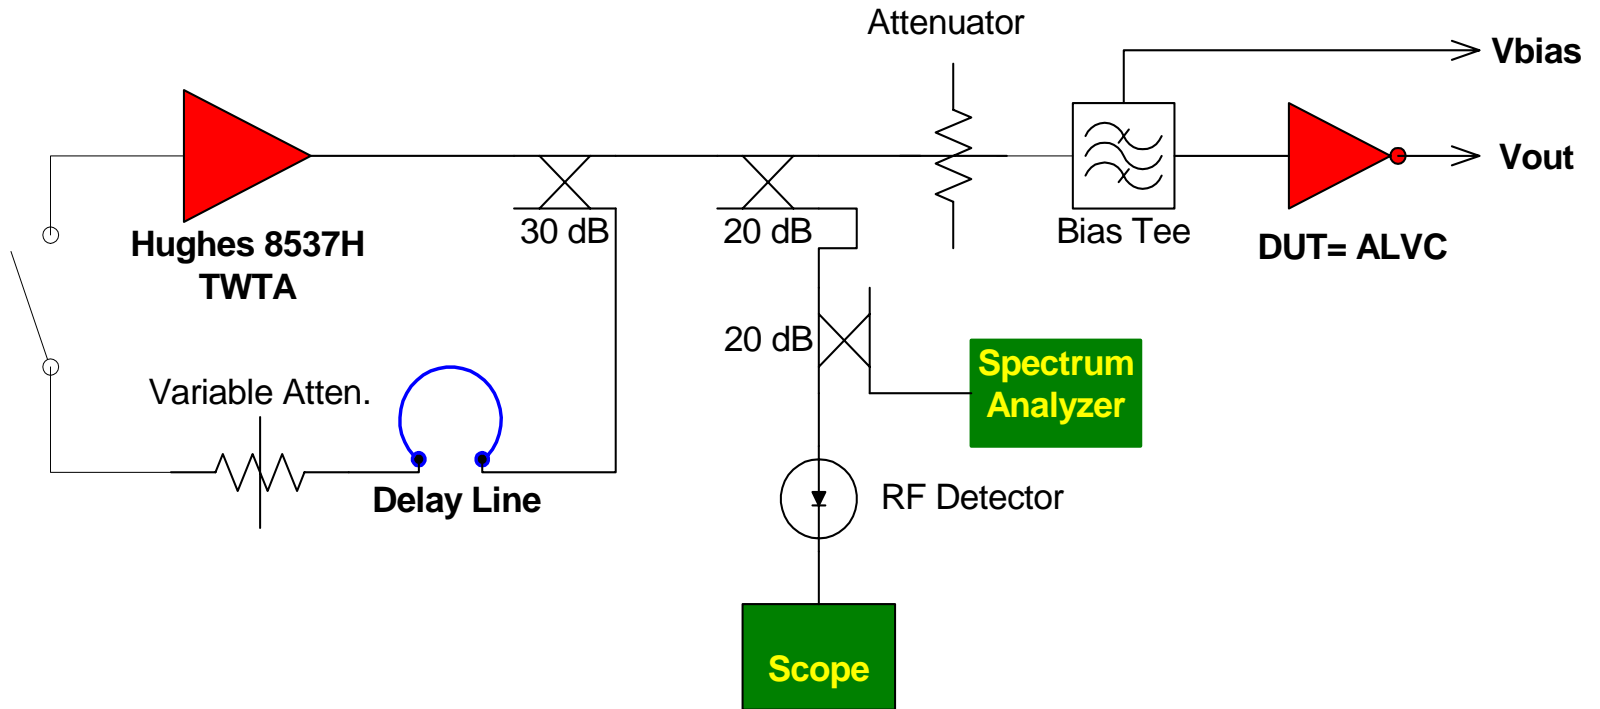 Attenuator
Vbias
Vout
Hughes 8537H
TWTA
30 dB
20 dB
Bias Tee
DUT= ALVC
20 dB
Spectrum
Analyzer
Variable Atten.
Delay Line
RF Detector
Scope